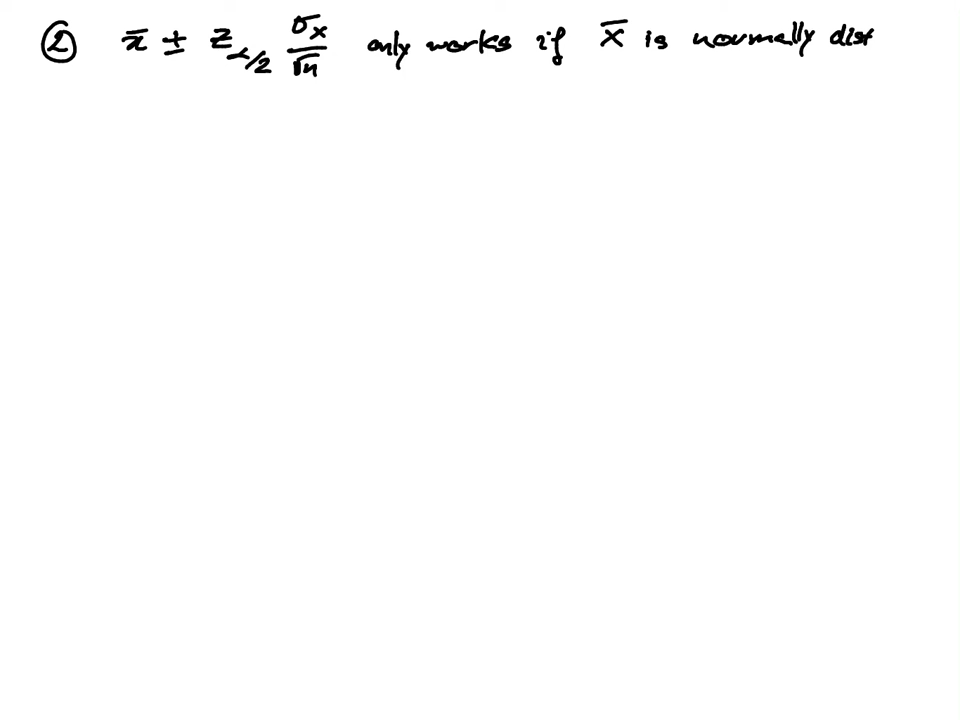 ② x̄ ± z_{α/2} σ_x/√n only works if X̄ is normally dist